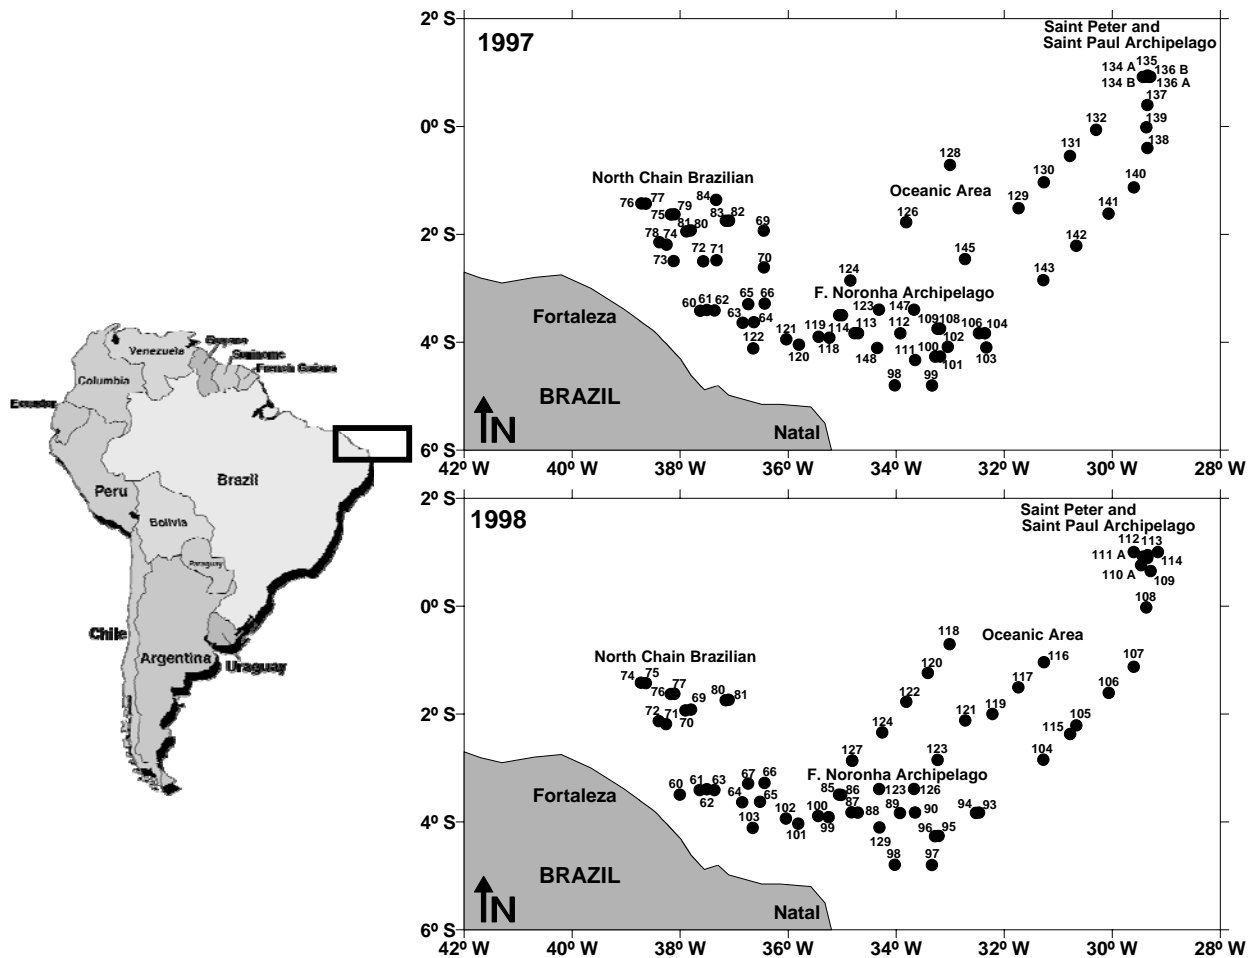 Venezuela
Guyana
Suriname
French Guiana
Columbia
Ecuador
Peru
Brazil
Bolivia
Paraguay
Chile
Argentina
Uruguay
2º S
0º S
2º S
4º S
6º S
1997
Saint Peter and
Saint Paul Archipelago
134 A
135
136 B
134 B
136 A
137
139
138
132
131
128
130
140
North Chain Brazilian
Oceanic Area
129
141
76
77
84
75
79
83
82
69
126
81
80
78
74
142
73
72
71
70
145
124
143
F. Noronha Archipelago
60
61
62
65
66
123
147
63
64
109
108
Fortaleza
122
121
119
114
113
112
106
104
120
118
148
111
100
102
101
103
98
99
BRAZIL
N
Natal
42º W
40º W
38º W
36º W
34º W
32º W
30º W
28º W
2º S
0º S
2º S
4º S
6º S
1998
Saint Peter and
Saint Paul Archipelago
112
113
111 A
114
110 A
109
108
118
Oceanic Area
116
107
North Chain Brazilian
120
117
74
75
76
77
80
81
122
119
106
72
71
69
70
124
121
105
115
127
123
104
F. Noronha Archipelago
60
61
63
67
66
85
86
123
126
62
64
65
Fortaleza
103
102
100
87
88
89
90
94
93
101
99
129
96
95
98
97
BRAZIL
N
Natal
42º W
40º W
38º W
36º W
34º W
32º W
30º W
28º W